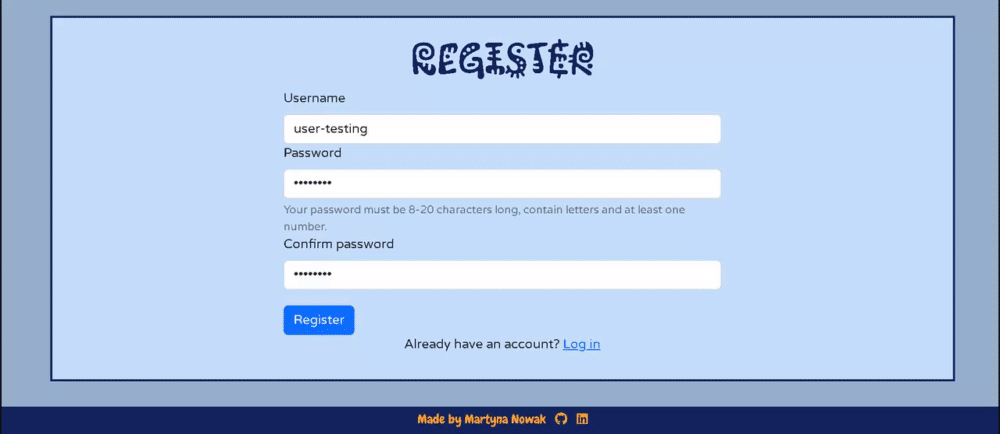 REGISTER
Username
user-testing
Password
••••••••
Your password must be 8-20 characters long, contain letters and at least one
number.
Confirm password
••••••••
Register
Already have an account? Log in
Made by Martyna Nowak